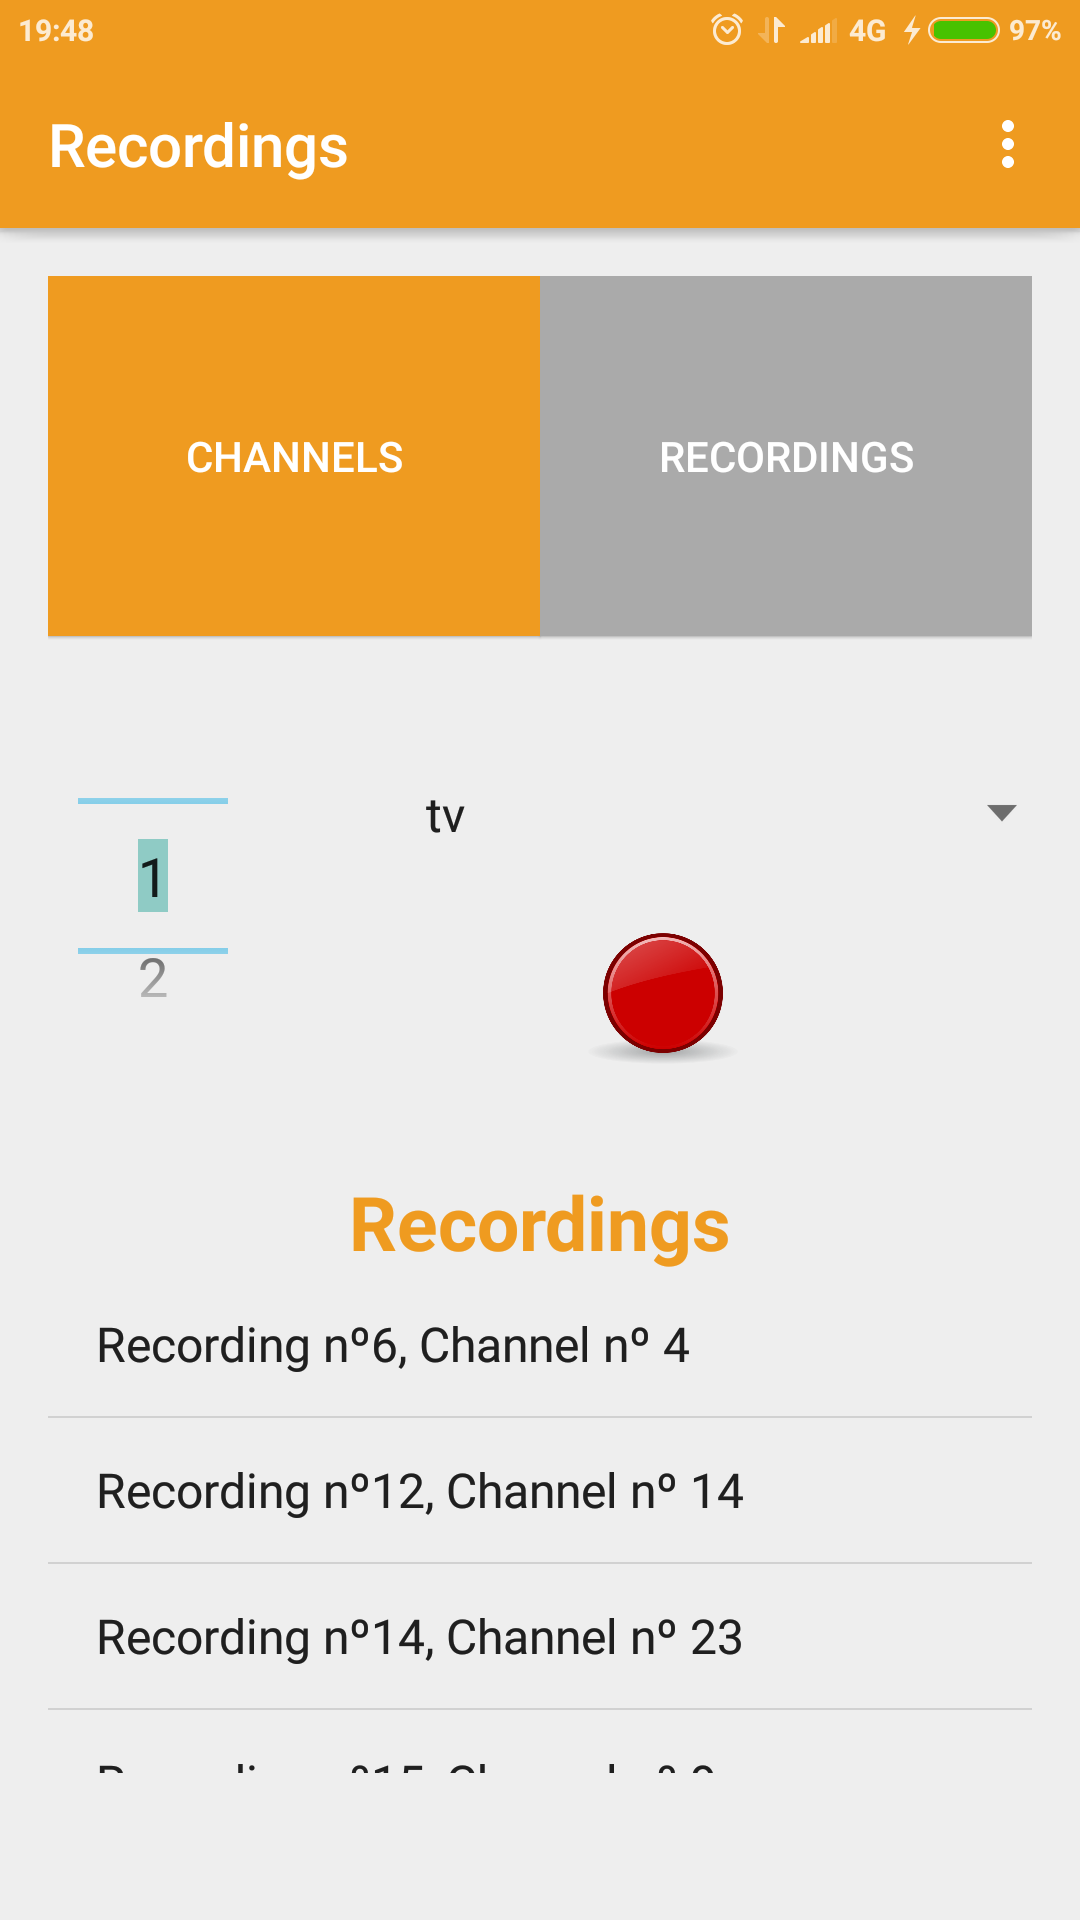 19:48 4G 97%
Recordings
CHANNELS RECORDINGS
tv
1
2
Recordings
Recording nº6, Channel nº 4
Recording nº12, Channel nº 14
Recording nº14, Channel nº 23